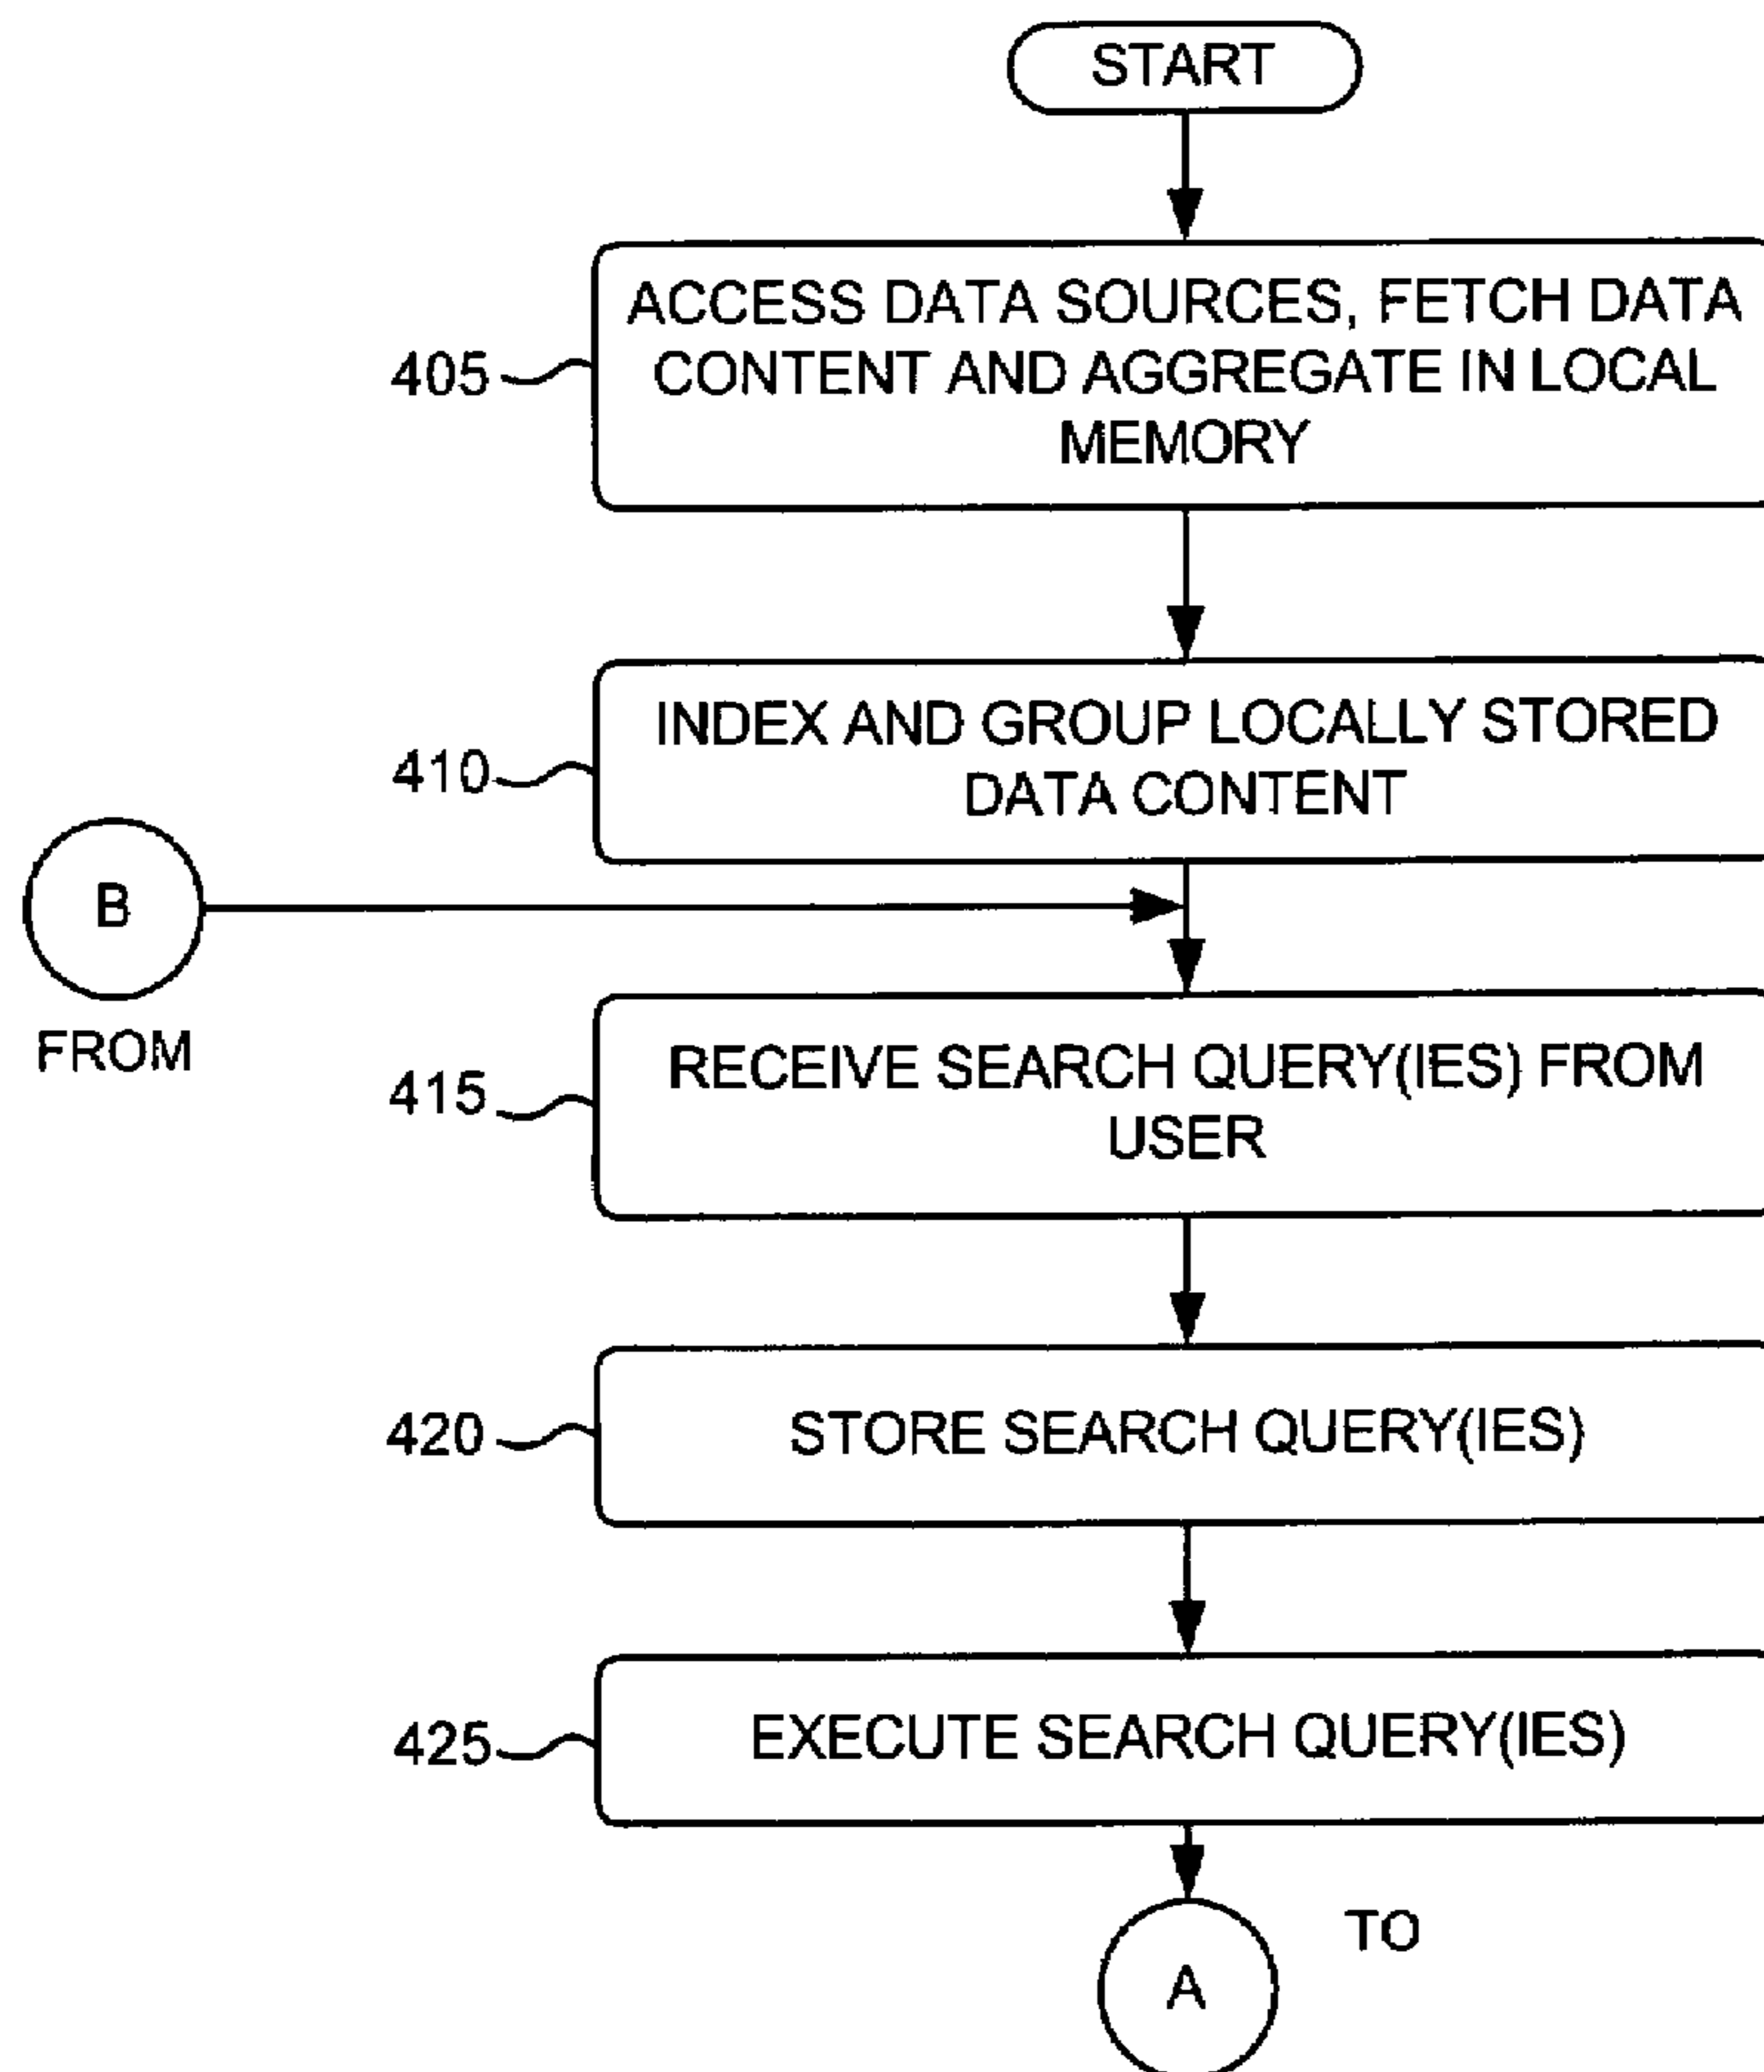 START
ACCESS DATA SOURCES, FETCH DATA
CONTENT AND AGGREGATE IN LOCAL
MEMORY
405
INDEX AND GROUP LOCALLY STORED
DATA CONTENT
410
B
FROM
RECEIVE SEARCH QUERY(IES) FROM
USER
415
STORE SEARCH QUERY(IES)
420
EXECUTE SEARCH QUERY(IES)
425
TO
A